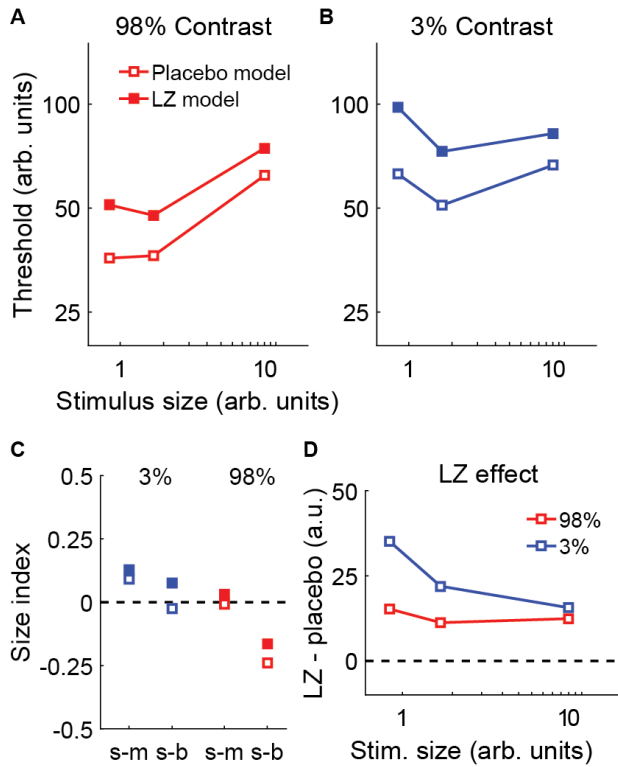 A
98% Contrast
B
3% Contrast
Placebo model
LZ model
Threshold (arb. units)
100
50
25
100
50
25
1
10
1
10
Stimulus size (arb. units)
C
D
0.5
0.25
0
-0.25
-0.5
Size index
3%
98%
s-m s-b s-m s-b
LZ effect
50
25
0
LZ - placebo (a.u.)
98%
3%
1
10
Stim. size (arb. units)